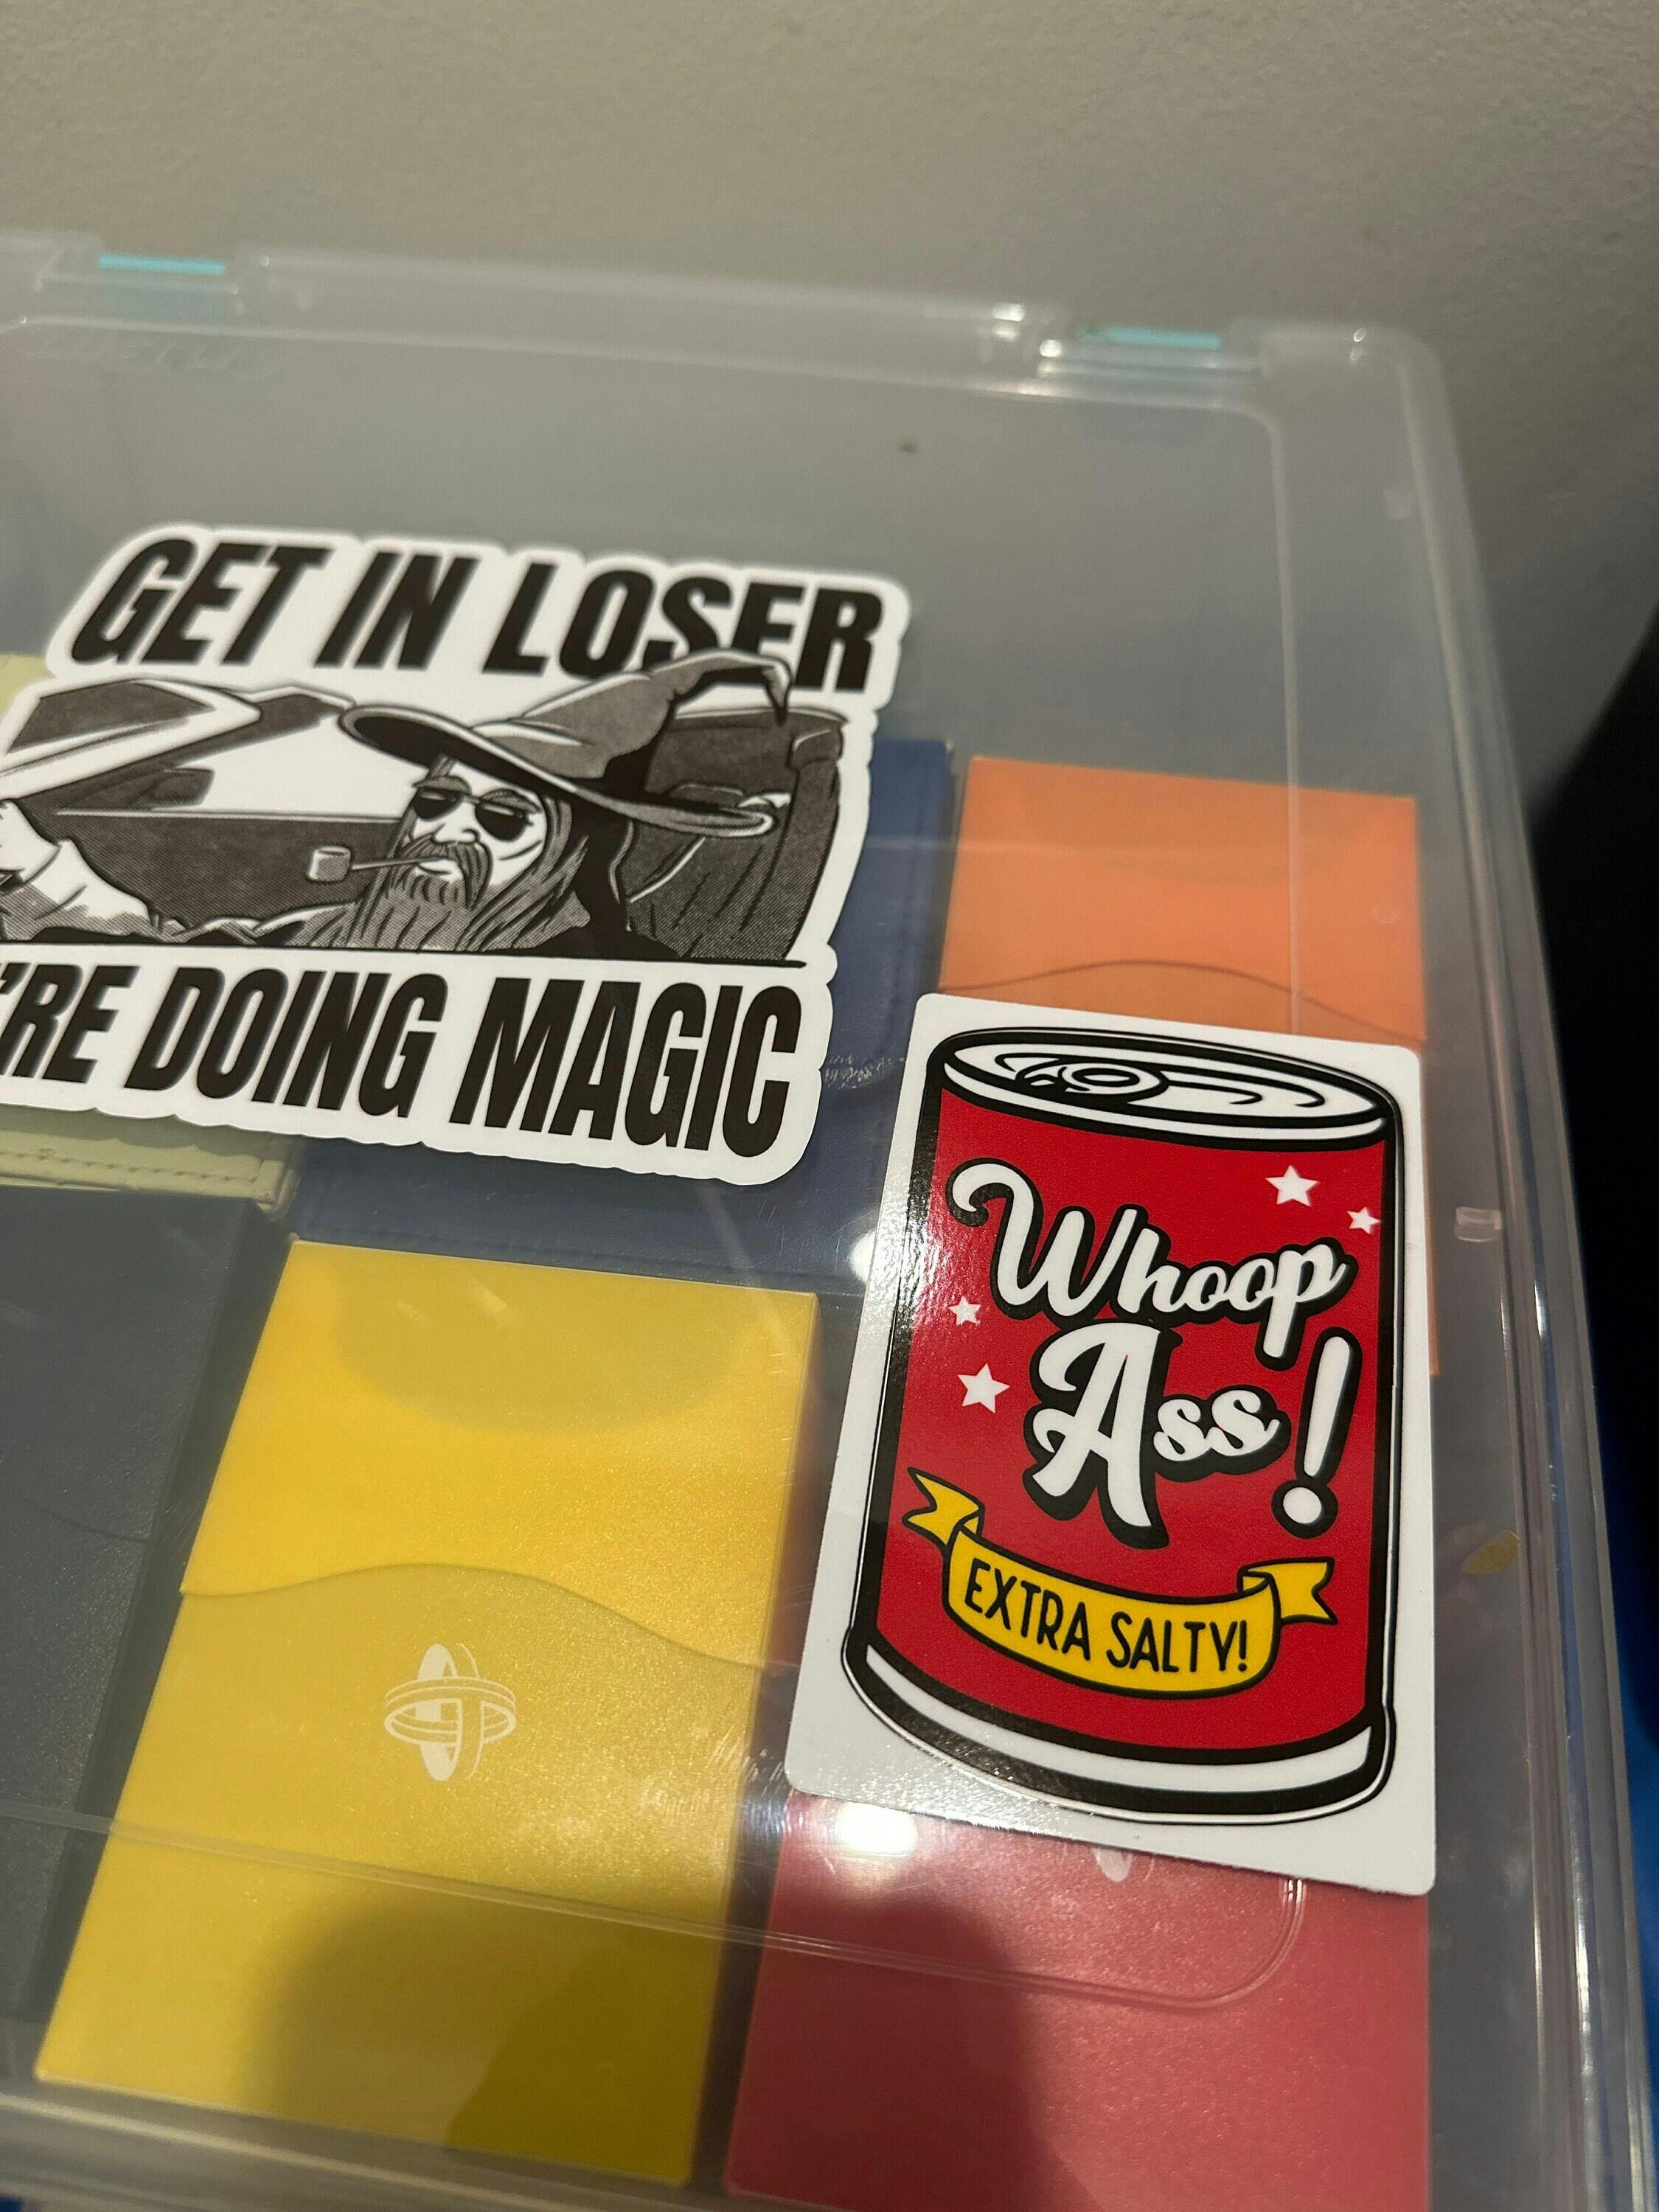 GET IN LOSER
'RE DOING MAGIC
Whoop
Ass!
EXTRA SALTY!